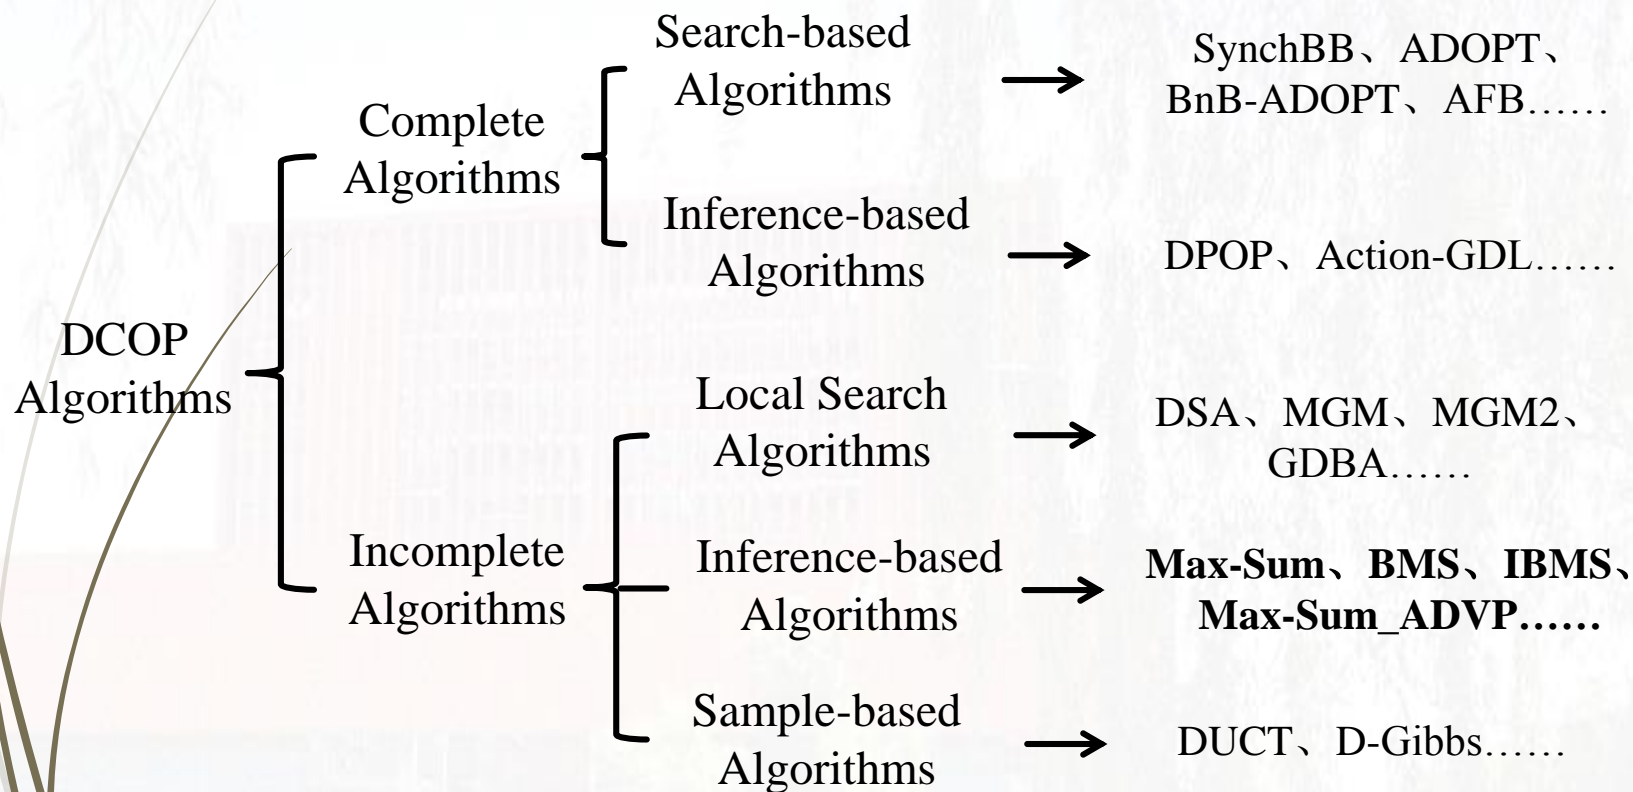 DCOP
Algorithms
Complete
Algorithms
Search-based
Algorithms
SynchBB、ADOPT、
BnB-ADOPT、AFB......
Inference-based
Algorithms
DPOP、Action-GDL......
Incomplete
Algorithms
Local Search
Algorithms
DSA、MGM、MGM2、
GDBA......
Inference-based
Algorithms
Max-Sum、BMS、IBMS、
Max-Sum_ADVP......
Sample-based
Algorithms
DUCT、D-Gibbs......